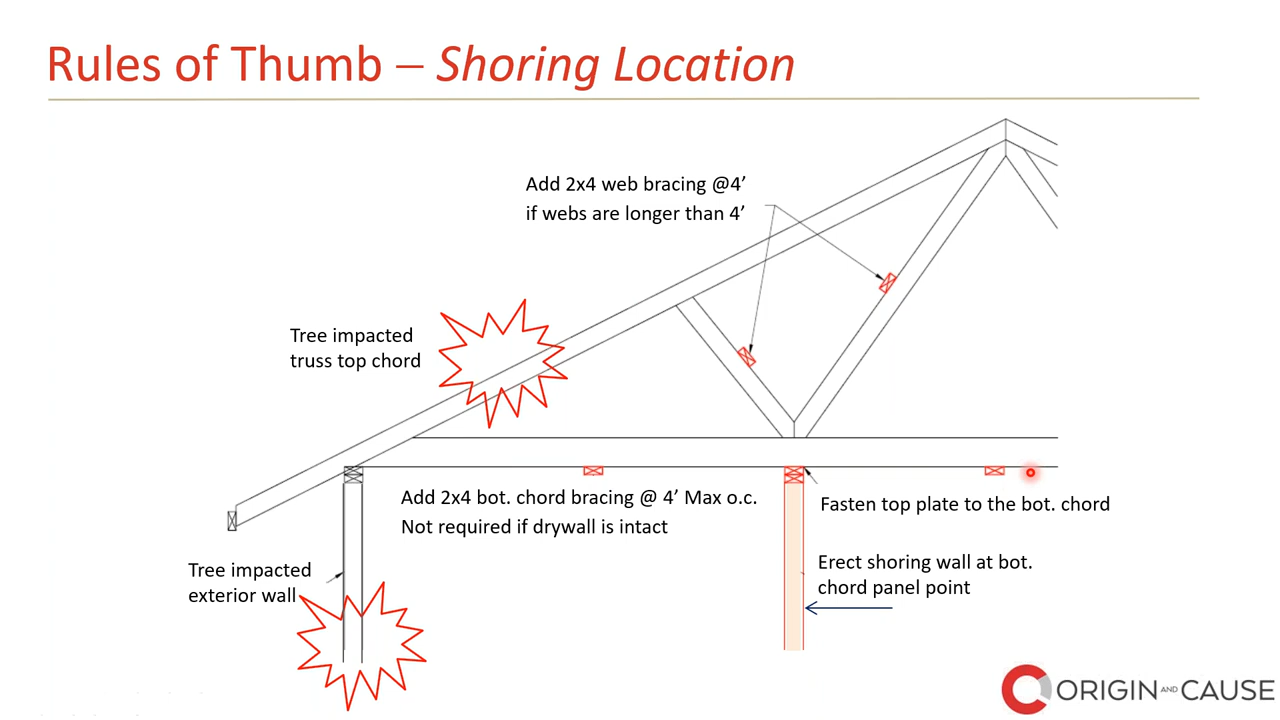 Rules of Thumb – Shoring Location
Add 2x4 web bracing @4’
if webs are longer than 4’
Tree impacted
truss top chord
Add 2x4 bot. chord bracing @ 4’ Max o.c.
Not required if drywall is intact
Fasten top plate to the bot. chord
Tree impacted
exterior wall
Erect shoring wall at bot.
chord panel point
ORIGIN AND CAUSE